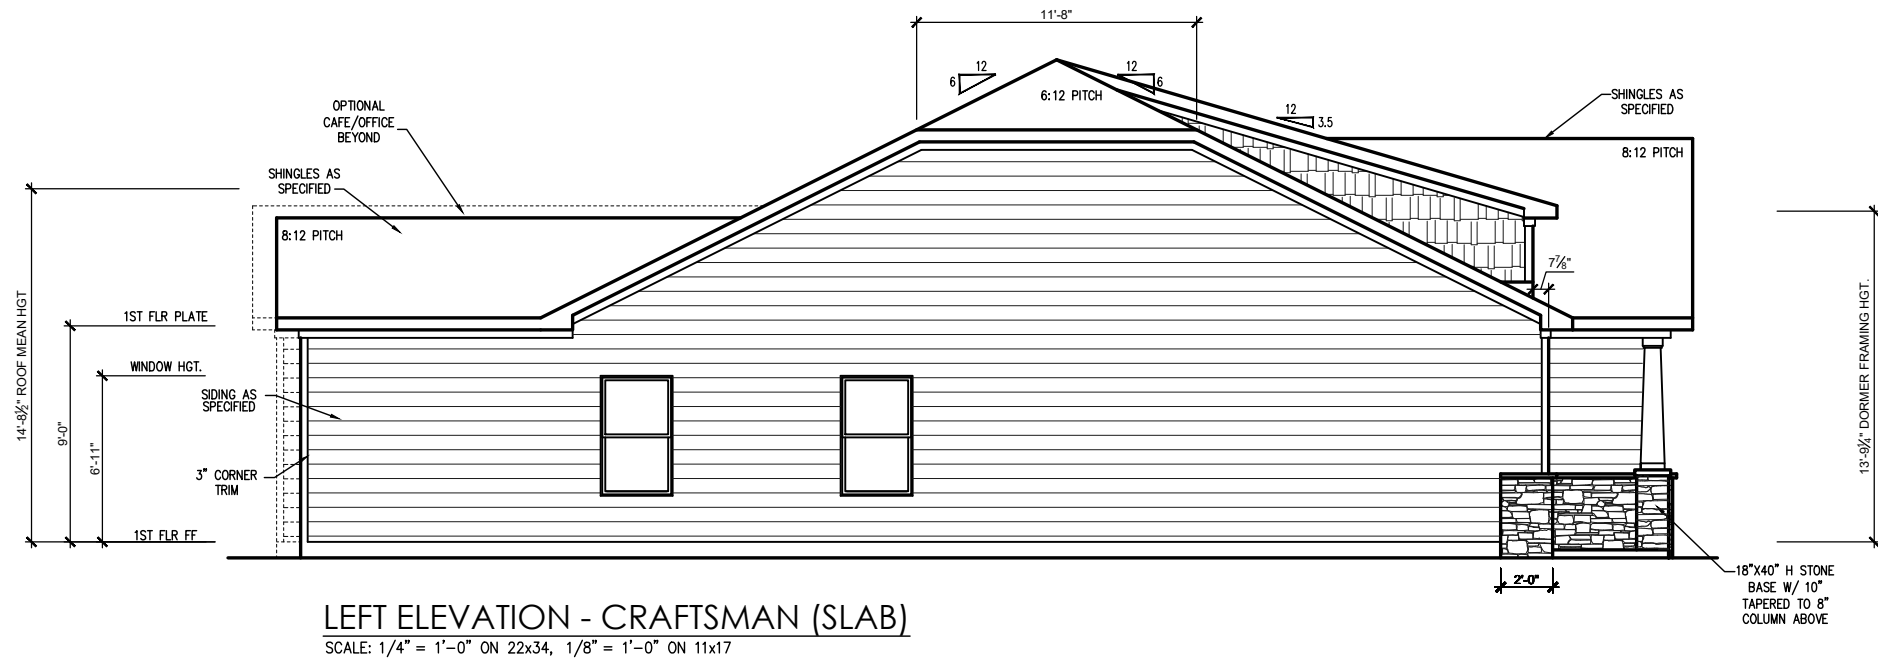 11'-8"
12
6
12
6
6:12 PITCH
12
3.5
SHINGLES AS
SPECIFIED
8:12 PITCH
OPTIONAL
CAFE/OFFICE
BEYOND
SHINGLES AS
SPECIFIED
8:12 PITCH
7⅞"
1ST FLR PLATE
WINDOW HGT.
SIDING AS
SPECIFIED
3" CORNER
TRIM
1ST FLR FF
14'-8½" ROOF MEAN HGT
9'-0"
6'-11"
13'-9¼" DORMER FRAMING HGT.
2'-0"
18"X40" H STONE
BASE W/ 10"
TAPERED TO 8"
COLUMN ABOVE
LEFT ELEVATION - CRAFTSMAN (SLAB)
SCALE: 1/4" = 1'-0" ON 22x34, 1/8" = 1'-0" ON 11x17